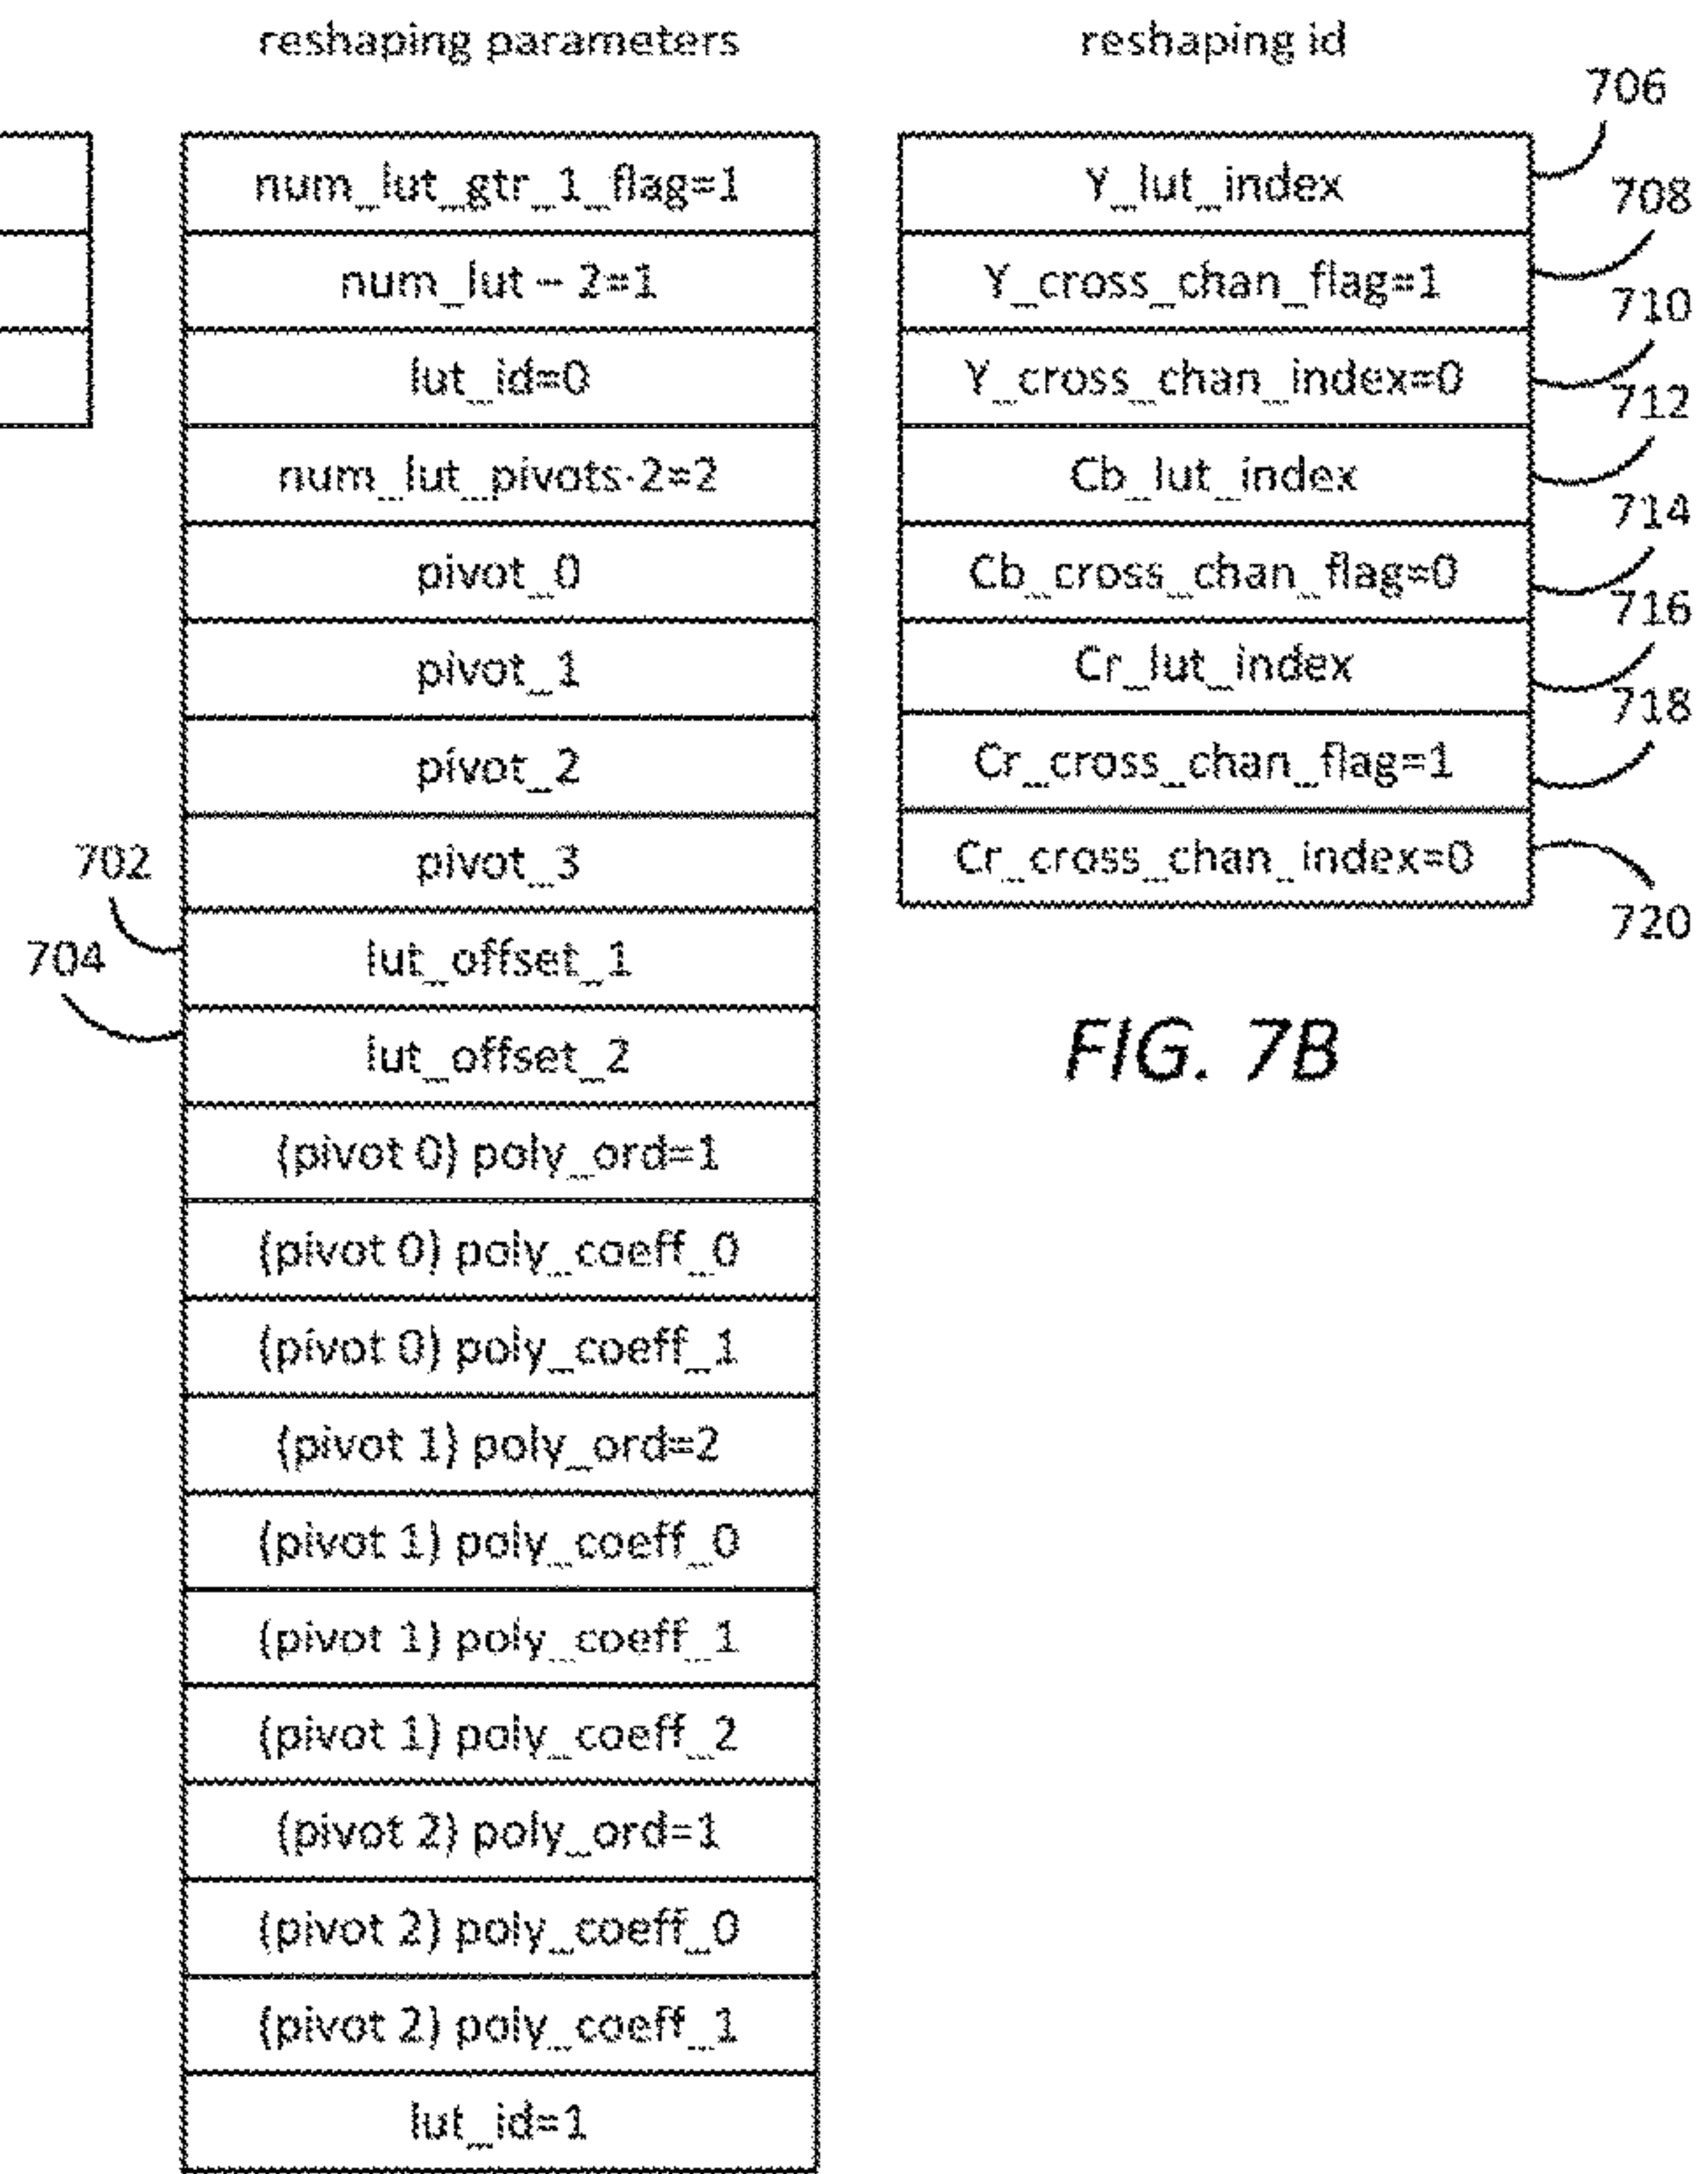 reshaping parameters
num_lut_gtr_1_flag=1
num_lut - 2=1
lut_id=0
num_lut_pivots-2=2
pivot_0
pivot_1
pivot_2
pivot_3
702
lut_offset_1
704
lut_offset_2
(pivot 0) poly_ord=1
(pivot 0) poly_coeff_0
(pivot 0) poly_coeff_1
(pivot 1) poly_ord=2
(pivot 1) poly_coeff_0
(pivot 1) poly_coeff_1
(pivot 1) poly_coeff_2
(pivot 2) poly_ord=1
(pivot 2) poly_coeff_0
(pivot 2) poly_coeff_1
lut_id=1
reshaping id
706
Y_lut_index
708
Y_cross_chan_flag=1
710
Y_cross_chan_index=0
712
Cb_lut_index
714
Cb_cross_chan_flag=0
716
Cr_lut_index
718
Cr_cross_chan_flag=1
Cr_cross_chan_index=0
720
FIG. 7B